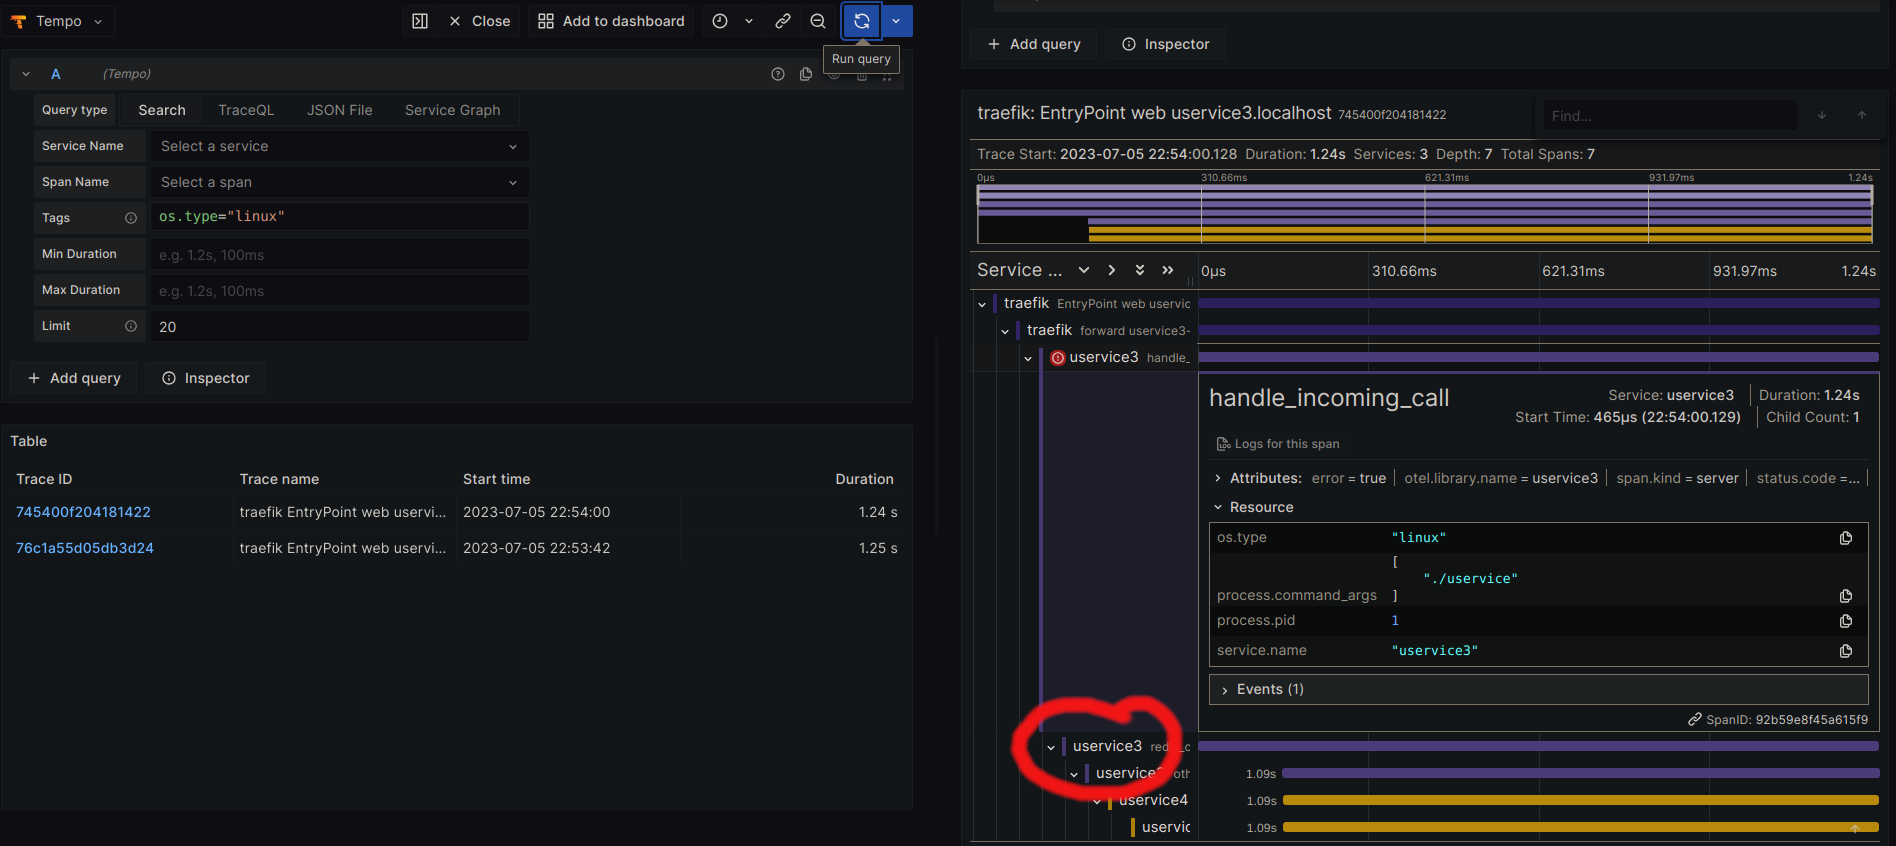 Tempo
Close
Add to dashboard
Run query
A (Tempo)
Query type Search TraceQL JSON File Service Graph
Service Name Select a service
Span Name Select a span
Tags os.type="linux"
Min Duration e.g. 1.2s, 100ms
Max Duration e.g. 1.2s, 100ms
Limit 20
+ Add query Inspector
Table
Trace ID Trace name Start time Duration
745400f204181422 traefik EntryPoint web uservi... 2023-07-05 22:54:00 1.24 s
76c1a55d05db3d24 traefik EntryPoint web uservi... 2023-07-05 22:53:42 1.25 s
+ Add query Inspector
traefik: EntryPoint web uservice3.localhost 745400f204181422 Find...
Trace Start: 2023-07-05 22:54:00.128 Duration: 1.24s Services: 3 Depth: 7 Total Spans: 7
0μs 310.66ms 621.31ms 931.97ms 1.24s
Service ... 0μs 310.66ms 621.31ms 931.97ms 1.24s
traefik EntryPoint web uservic
traefik forward uservice3-
uservice3 handle_
handle_incoming_call Service: uservice3 Duration: 1.24s
Start Time: 465μs (22:54:00.129) Child Count: 1
Logs for this span
Attributes: error = true otel.library.name = uservice3 span.kind = server status.code =...
Resource
os.type "linux"
[
"./uservice"
process.command_args ]
process.pid 1
service.name "uservice3"
Events (1)
SpanID: 92b59e8f45a615f9
uservice3
1.09s
uservice4 1.09s
uservic 1.09s